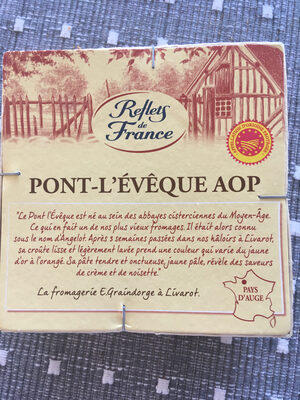 Reflets
de
France
PONT-L'ÉVÊQUE AOP
"Le Pont l'Évêque est né au sein des abbayes cisterciennes du Moyen-Âge.
Ce qui en fait un de nos plus vieux fromages. Il était alors connu
sous le nom d'Angelot. Après 3 semaines passées dans nos hâloirs à Livarot,
sa croûte lisse et légèrement lavée prend une couleur qui varie du jaune
d'or à l'orangé. Sa pâte tendre et onctueuse, jaune pâle, révèle des saveurs
de crème et de noisette."
La fromagerie E.Graindorge à Livarot.
PAYS
D'AUGE